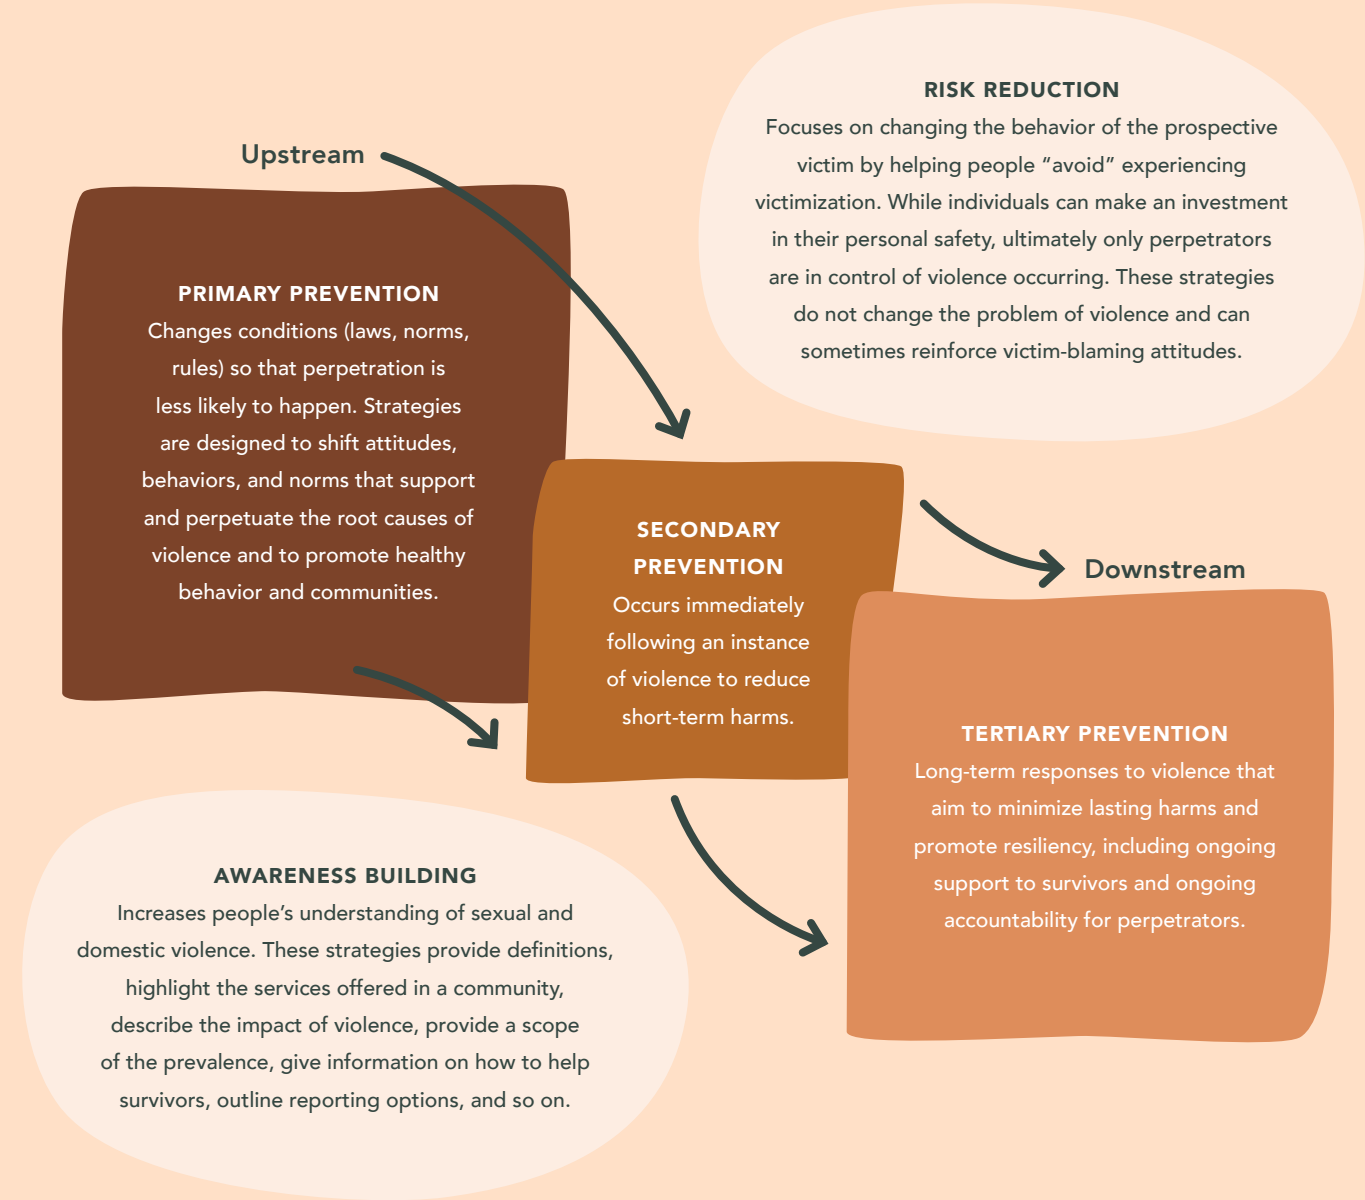 Upstream
PRIMARY PREVENTION
Changes conditions (laws, norms,
rules) so that perpetration is
less likely to happen. Strategies
are designed to shift attitudes,
behaviors, and norms that support
and perpetuate the root causes of
violence and to promote healthy
behavior and communities.
RISK REDUCTION
Focuses on changing the behavior of the prospective
victim by helping people “avoid” experiencing
victimization. While individuals can make an investment
in their personal safety, ultimately only perpetrators
are in control of violence occurring. These strategies
do not change the problem of violence and can
sometimes reinforce victim-blaming attitudes.
SECONDARY
PREVENTION
Occurs immediately
following an instance
of violence to reduce
short-term harms.
Downstream
TERTIARY PREVENTION
Long-term responses to violence that
aim to minimize lasting harms and
promote resiliency, including ongoing
support to survivors and ongoing
accountability for perpetrators.
AWARENESS BUILDING
Increases people’s understanding of sexual and
domestic violence. These strategies provide definitions,
highlight the services offered in a community,
describe the impact of violence, provide a scope
of the prevalence, give information on how to help
survivors, outline reporting options, and so on.